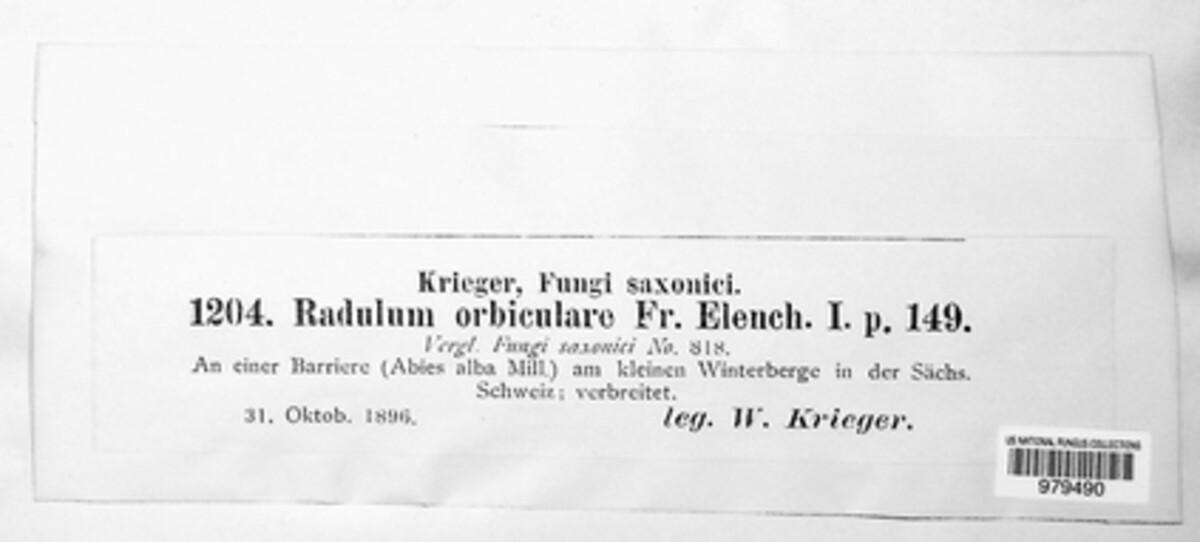 Krieger, Fungi saxonici.
1204. Radulum orbiculare Fr. Elench. I. p. 149.
Vergl. Fungi saxonici No. 818.
An einer Barriere (Abies alba Mill.) am kleinen Winterberge in der Sächs.
Schweiz; verbreitet.
31. Oktob. 1896. leg. W. Krieger.
US NATIONAL FUNGUS COLLECTIONS
979490